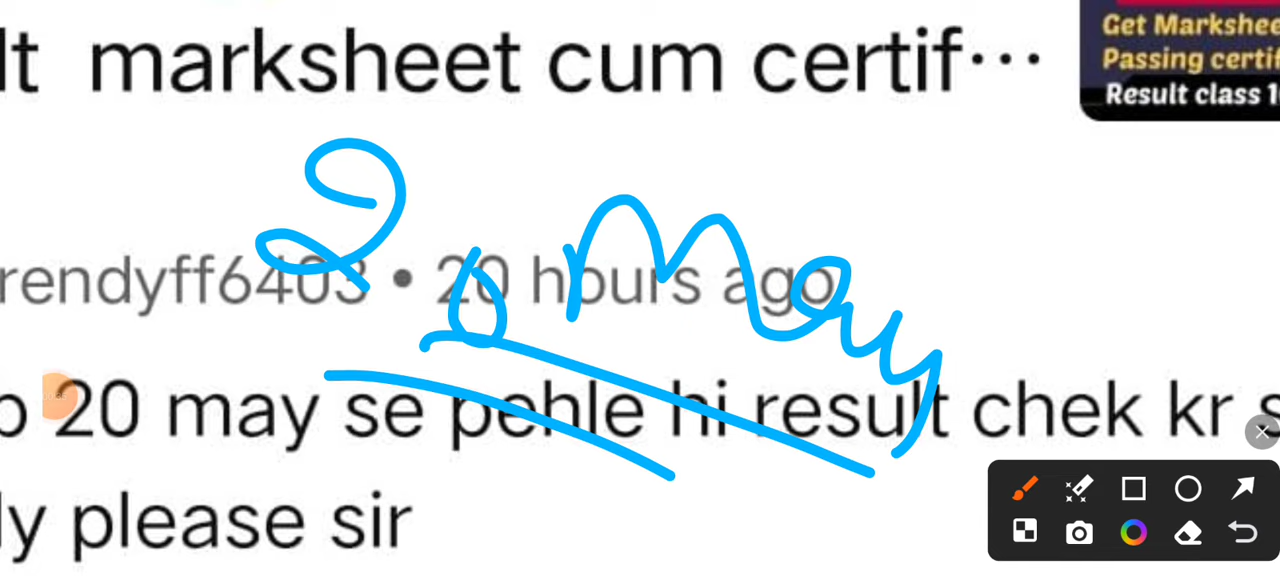 lt marksheet cum certif…
Get Markshee
Passing certif
Result class 1
20 May
rendyff6403 • 20 hours ago
20 may se pehle hi result chek kr s
ly please sir